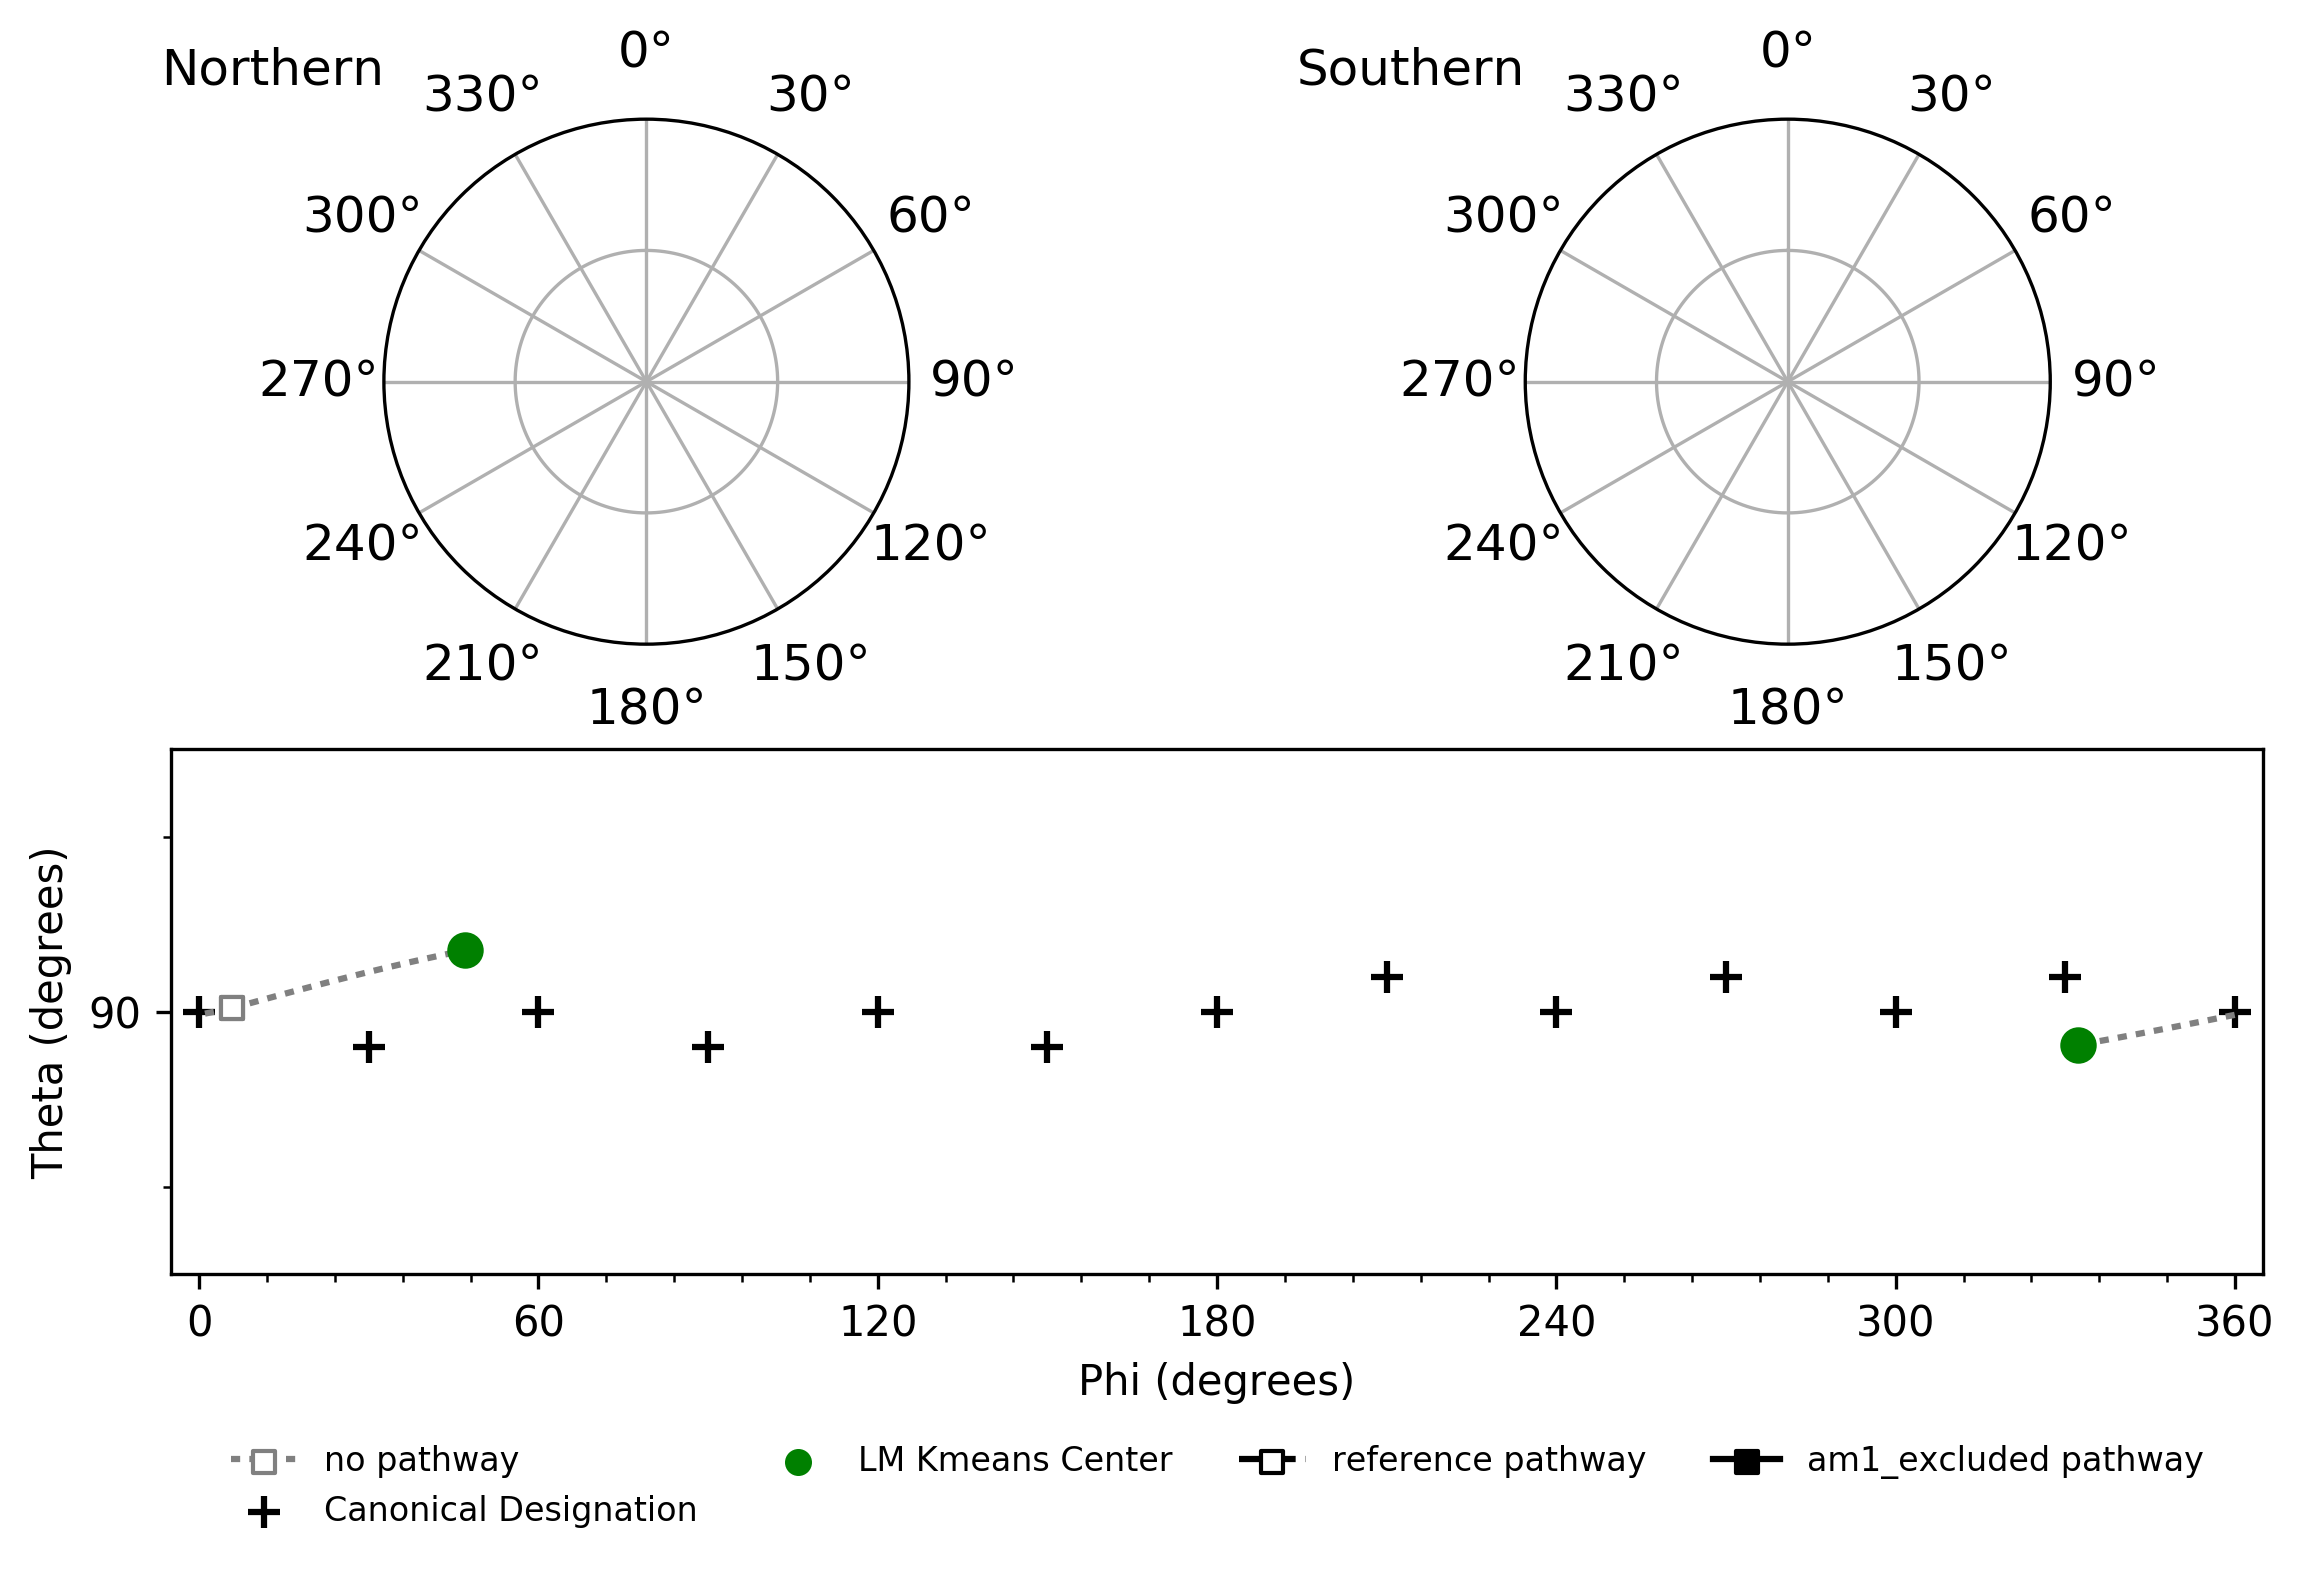 Northern
0°
30°
60°
90°
120°
150°
180°
210°
240°
270°
300°
330°
Southern
0°
30°
60°
90°
120°
150°
180°
210°
240°
270°
300°
330°
Theta (degrees)
90
0 60 120 180 240 300 360
Phi (degrees)
no pathway
Canonical Designation
LM Kmeans Center
reference pathway
am1_excluded pathway